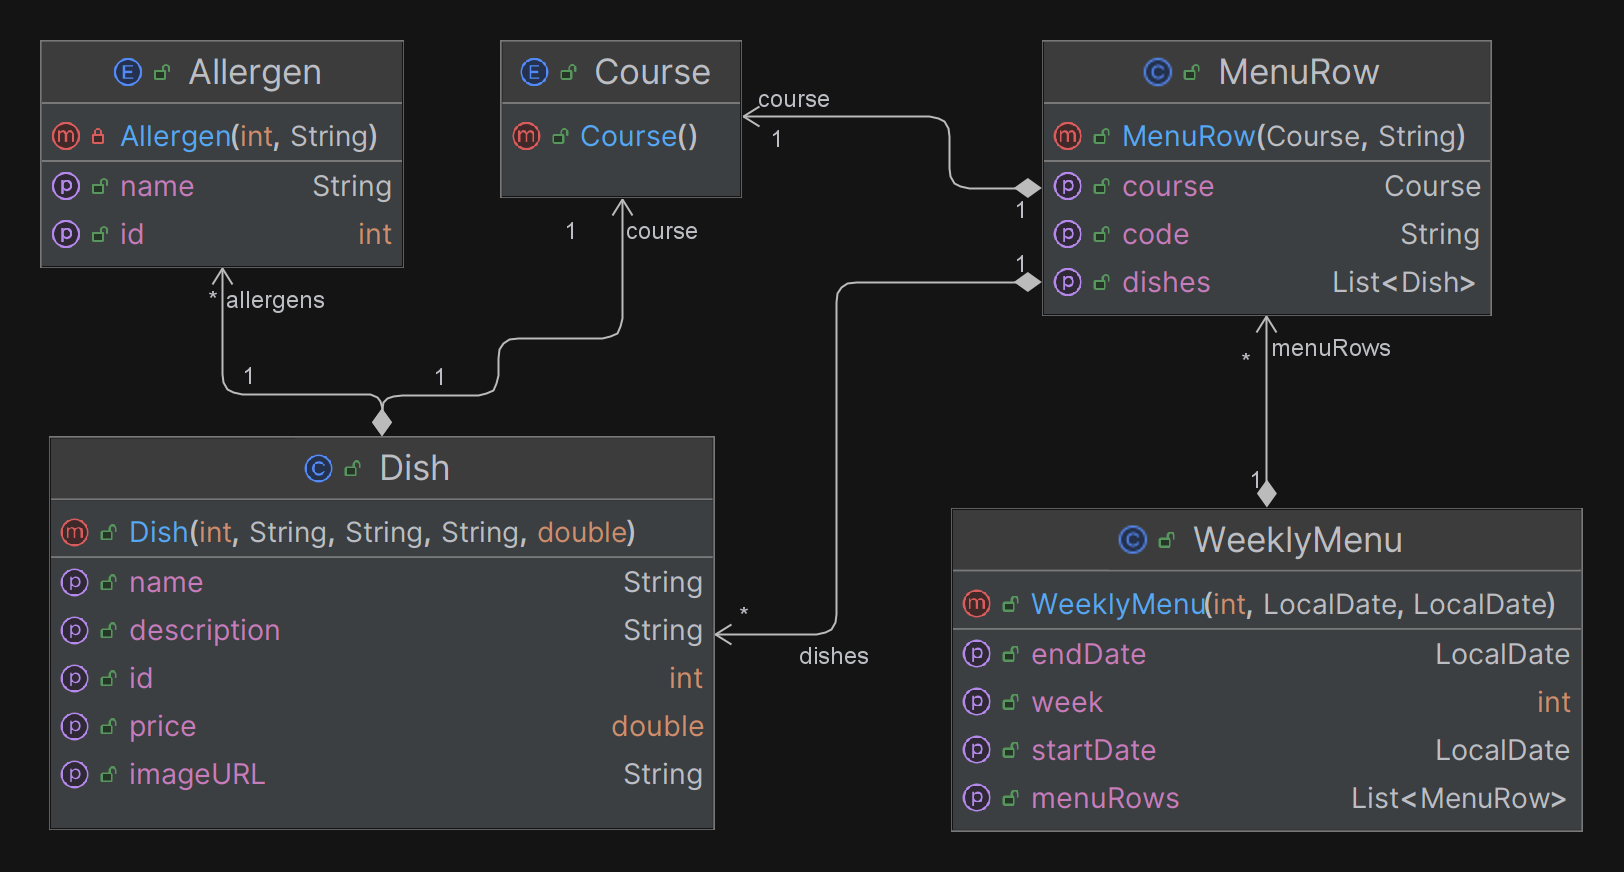 E Allergen
m Allergen(int, String)
p name String
p id int
E Course
m Course()
C MenuRow
m MenuRow(Course, String)
p course Course
p code String
p dishes List<Dish>
course
1
1
1
1
course
* allergens
1
1
* menuRows
1
*
dishes
C Dish
m Dish(int, String, String, String, double)
p name String
p description String
p id int
p price double
p imageURL String
C WeeklyMenu
m WeeklyMenu(int, LocalDate, LocalDate)
p endDate LocalDate
p week int
p startDate LocalDate
p menuRows List<MenuRow>